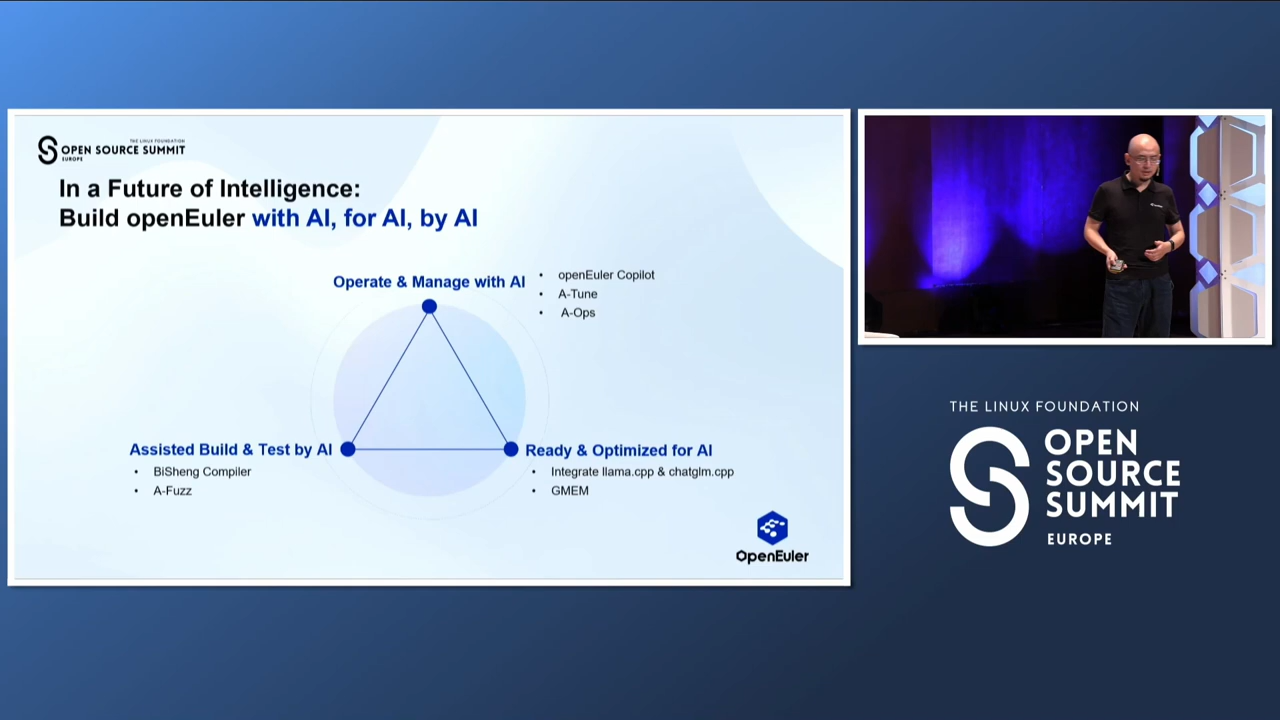 THE LINUX FOUNDATION
OPEN SOURCE SUMMIT
EUROPE
In a Future of Intelligence:
Build openEuler with AI, for AI, by AI
Operate & Manage with AI
• openEuler Copilot
• A-Tune
• A-Ops
Assisted Build & Test by AI
• BiSheng Compiler
• A-Fuzz
Ready & Optimized for AI
• Integrate llama.cpp & chatglm.cpp
• GMEM
OpenEuler
THE LINUX FOUNDATION
OPEN
SOURCE
SUMMIT
EUROPE